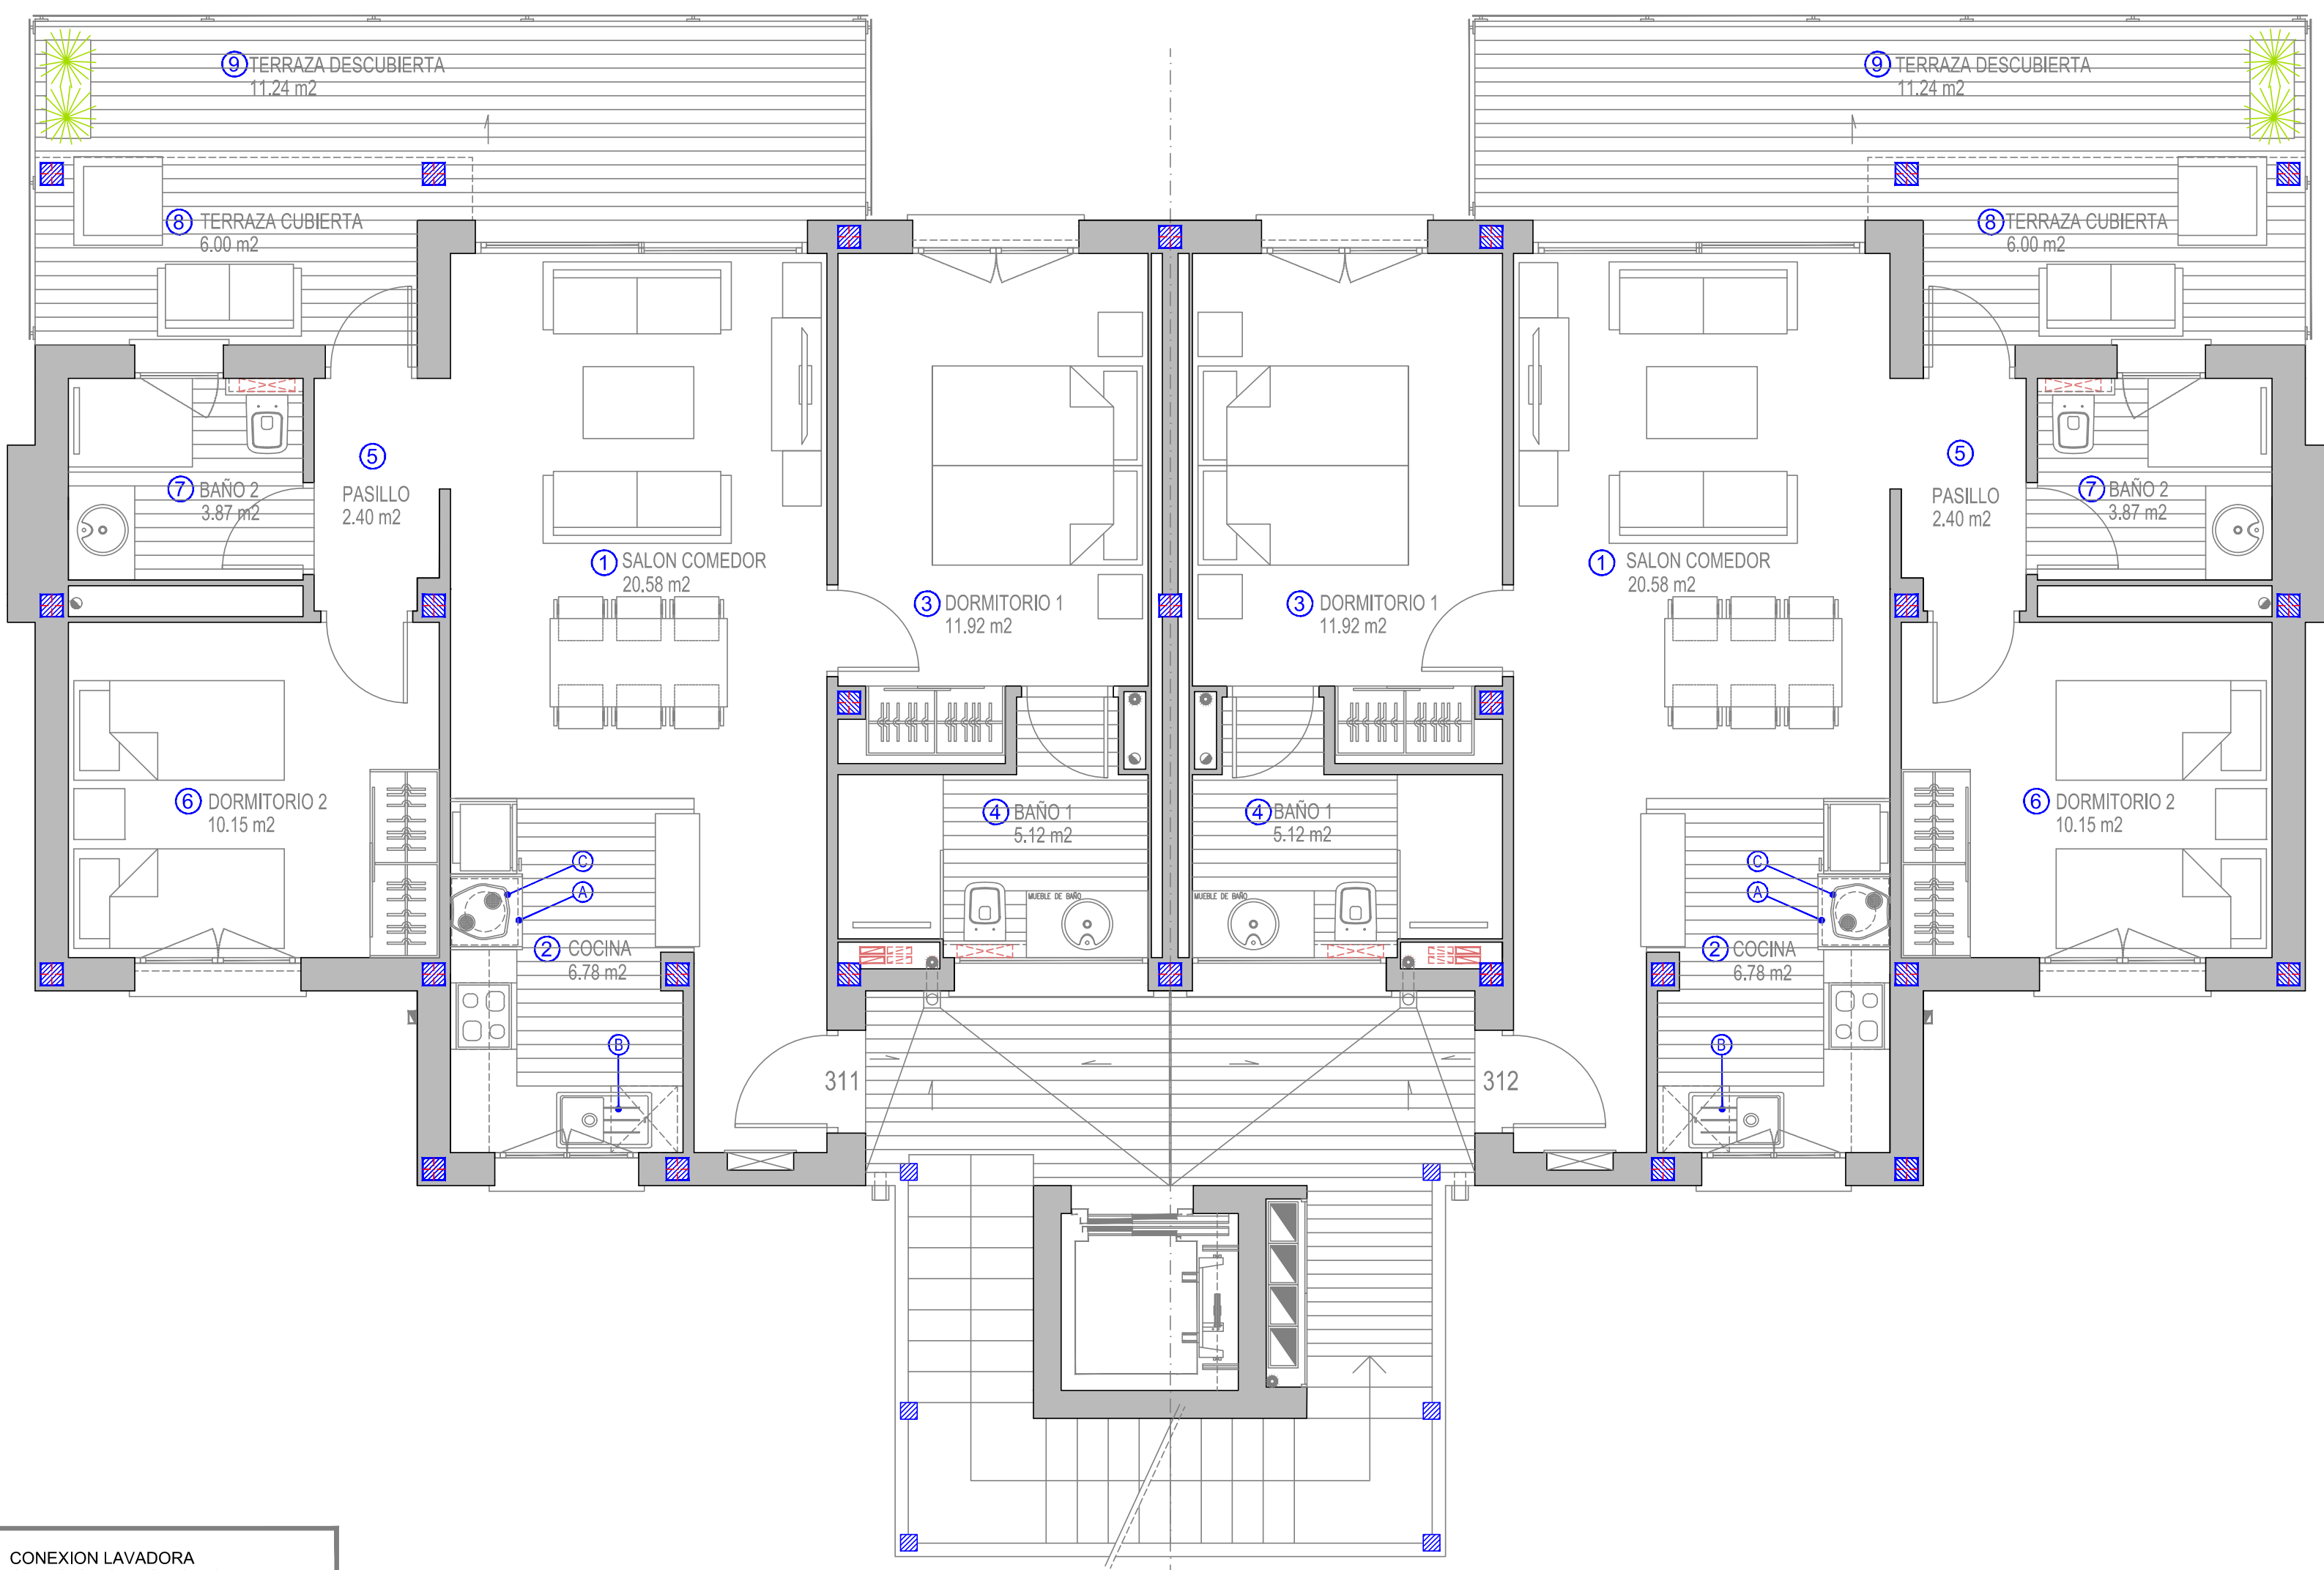 9 TERRAZA DESCUBIERTA
11.24 m2
9 TERRAZA DESCUBIERTA
11.24 m2
8 TERRAZA CUBIERTA
6.00 m2
8 TERRAZA CUBIERTA
6.00 m2
5
PASILLO
2.40 m2
7 BAÑO 2
3.87 m2
1 SALON COMEDOR
20.58 m2
3 DORMITORIO 1
11.92 m2
3 DORMITORIO 1
11.92 m2
1 SALON COMEDOR
20.58 m2
5
PASILLO
2.40 m2
7 BAÑO 2
3.87 m2
6 DORMITORIO 2
10.15 m2
C
A
2 COCINA
6.78 m2
B
4 BAÑO 1
5.12 m2
MUEBLE DE BAÑO
4 BAÑO 1
5.12 m2
MUEBLE DE BAÑO
C
A
2 COCINA
6.78 m2
B
6 DORMITORIO 2
10.15 m2
311
312
CONEXION LAVADORA